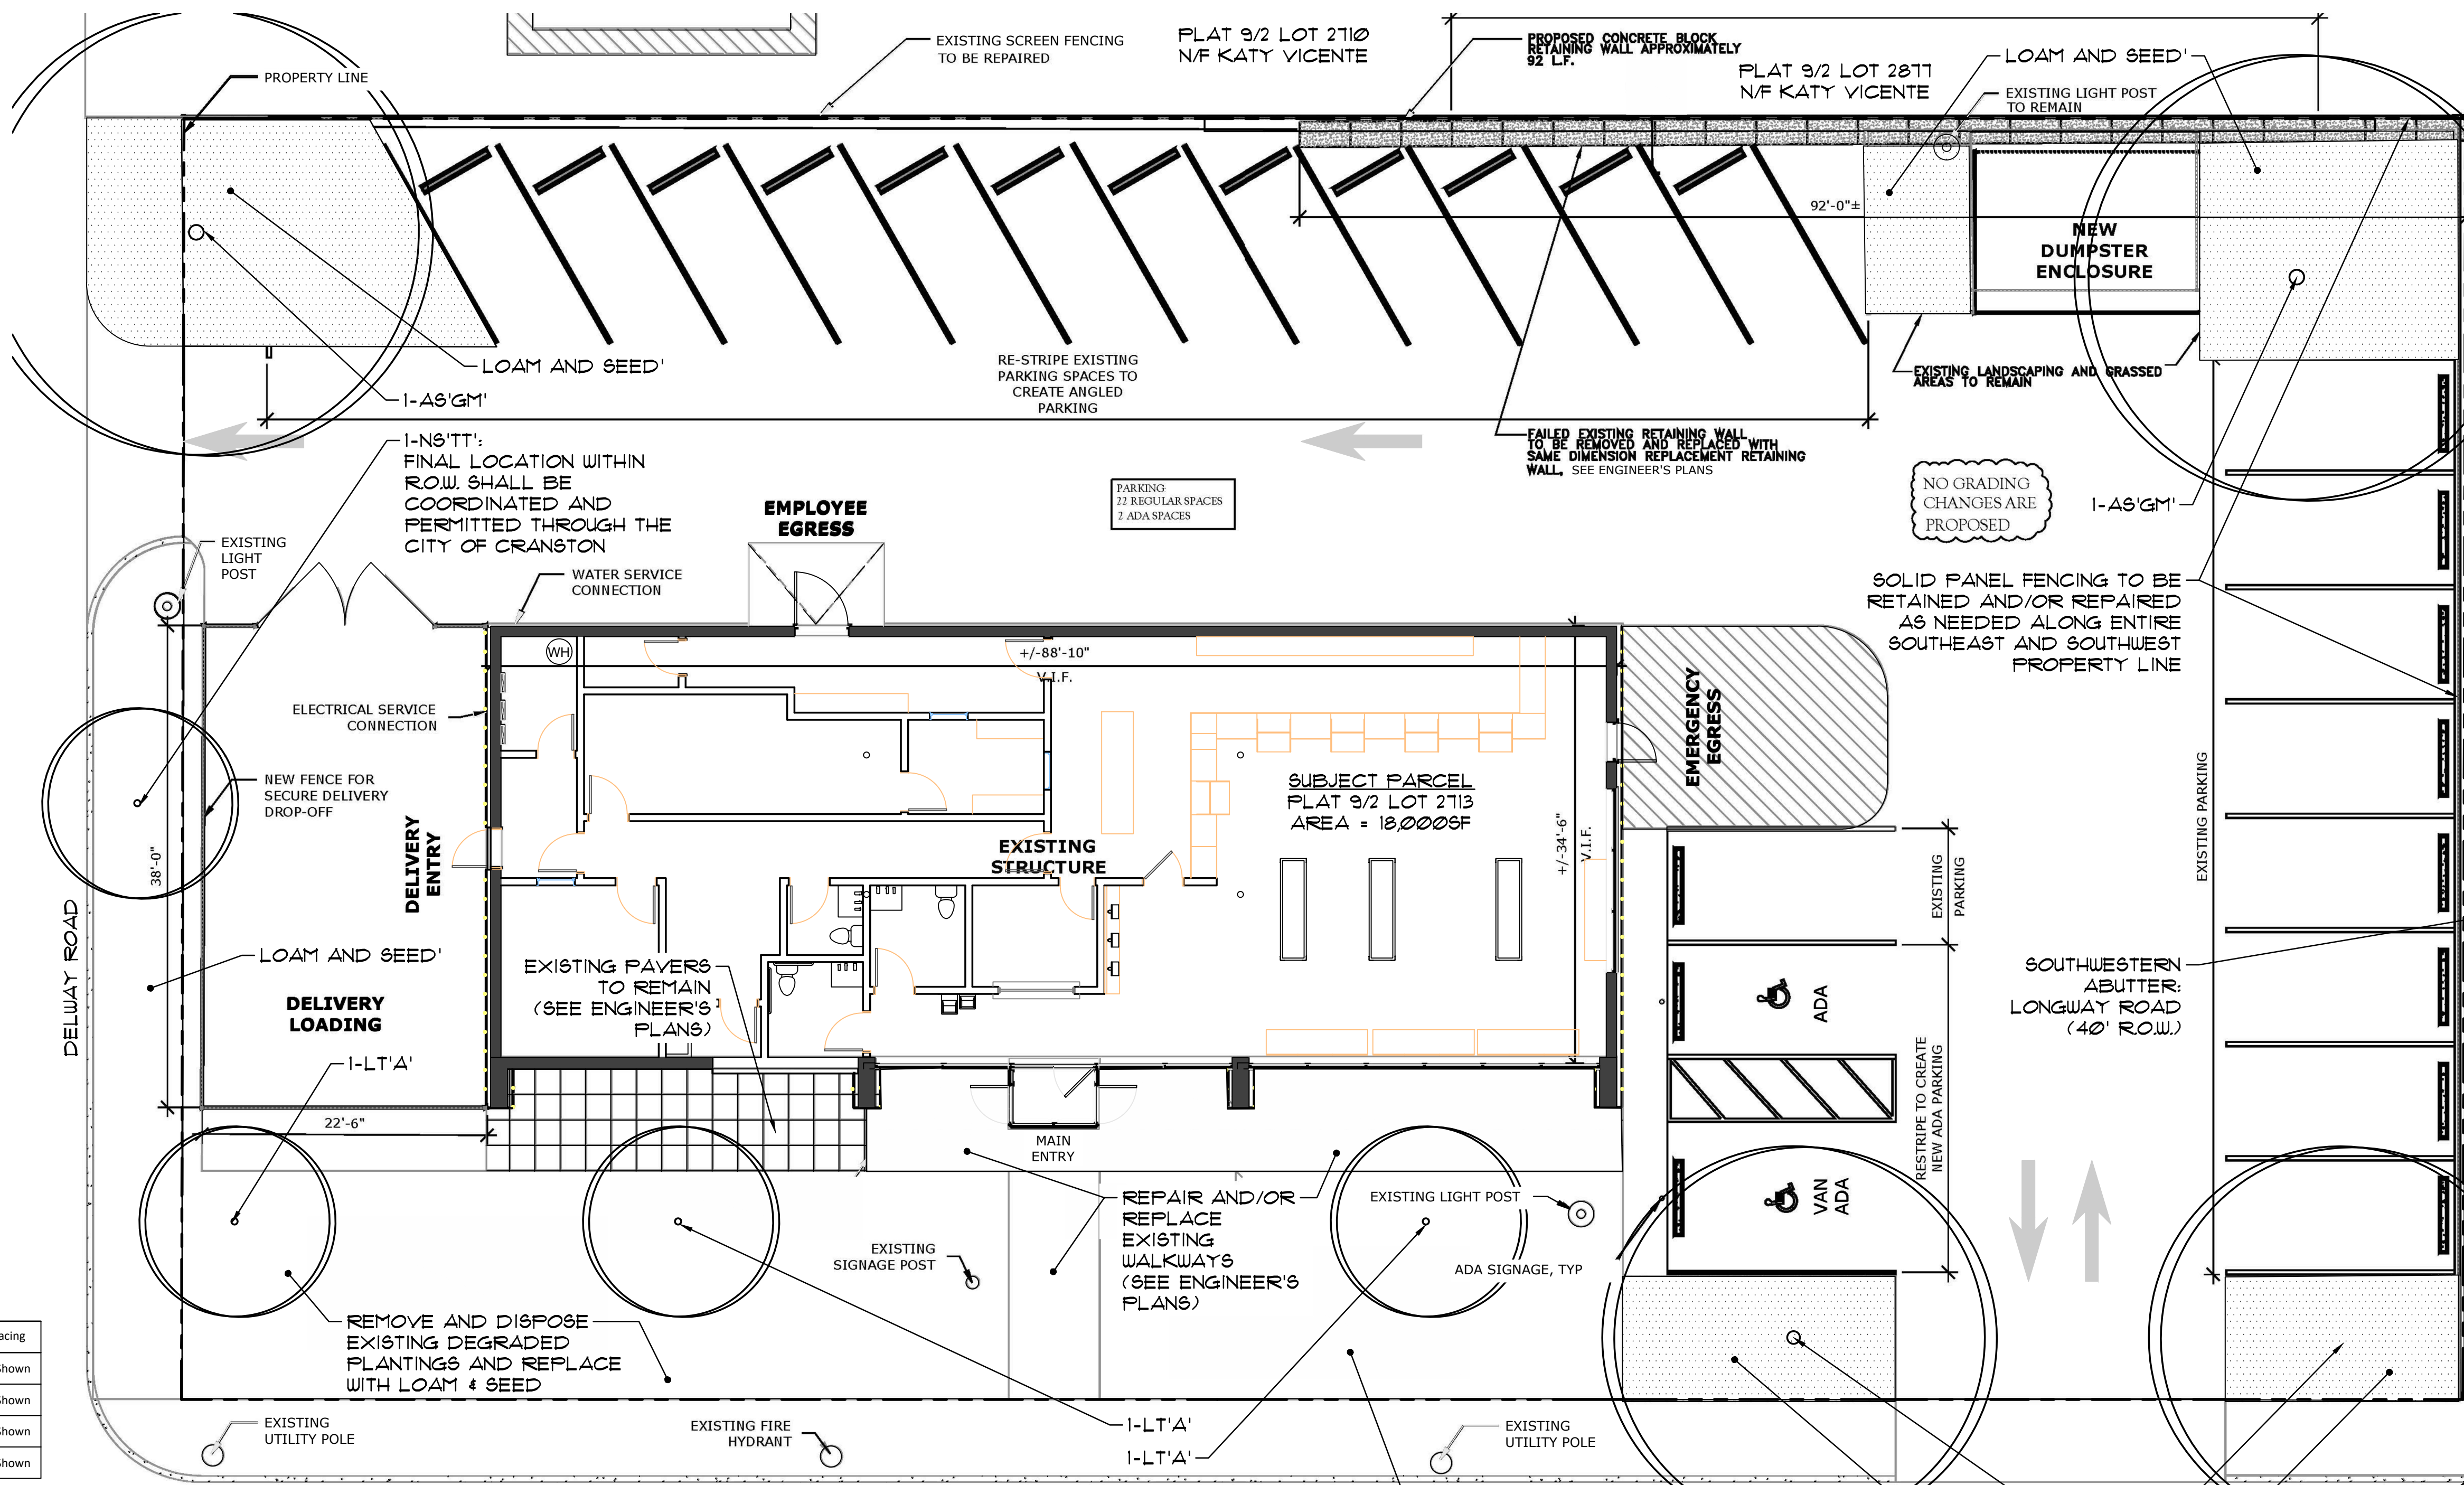 EXISTING SCREEN FENCING
TO BE REPAIRED
PLAT 9/2 LOT 2710
N/F KATY VICENTE
PROPOSED CONCRETE BLOCK
RETAINING WALL APPROXIMATELY
92 L.F.
PLAT 9/2 LOT 2877
N/F KATY VICENTE
LOAM AND SEED'
EXISTING LIGHT POST
TO REMAIN
PROPERTY LINE
92'-0"±
NEW
DUMPSTER
ENCLOSURE
LOAM AND SEED'
1-AS'GM'
RE-STRIPE EXISTING
PARKING SPACES TO
CREATE ANGLED
PARKING
EXISTING LANDSCAPING AND GRASSED
AREAS TO REMAIN
FAILED EXISTING RETAINING WALL
TO BE REMOVED AND REPLACED WITH
SAME DIMENSION REPLACEMENT RETAINING
WALL, SEE ENGINEER'S PLANS
1-NS'TT':
FINAL LOCATION WITHIN
R.O.W. SHALL BE
COORDINATED AND
PERMITTED THROUGH THE
CITY OF CRANSTON
PARKING:
22 REGULAR SPACES
2 ADA SPACES
NO GRADING
CHANGES ARE
PROPOSED
1-AS'GM'
EMPLOYEE
EGRESS
EXISTING
LIGHT
POST
WATER SERVICE
CONNECTION
SOLID PANEL FENCING TO BE
RETAINED AND/OR REPAIRED
AS NEEDED ALONG ENTIRE
SOUTHEAST AND SOUTHWEST
PROPERTY LINE
WH
+/-88'-10"
V.I.F.
ELECTRICAL SERVICE
CONNECTION
EMERGENCY
EGRESS
NEW FENCE FOR
SECURE DELIVERY
DROP-OFF
SUBJECT PARCEL
PLAT 9/2 LOT 2713
AREA = 18,000SF
+/-34'-6"
V.I.F.
EXISTING PARKING
38'-0"
DELIVERY
ENTRY
EXISTING
STRUCTURE
EXISTING
PARKING
DELWAY ROAD
LOAM AND SEED'
DELIVERY
LOADING
EXISTING PAVERS
TO REMAIN
(SEE ENGINEER'S
PLANS)
ADA
SOUTHWESTERN
ABUTTER:
LONGWAY ROAD
(40' R.O.W.)
1-LT'A'
22'-6"
MAIN
ENTRY
RESTRIPE TO CREATE
NEW ADA PARKING
VAN
ADA
REPAIR AND/OR
REPLACE
EXISTING
WALKWAYS
(SEE ENGINEER'S
PLANS)
EXISTING LIGHT POST
EXISTING
SIGNAGE POST
ADA SIGNAGE, TYP
REMOVE AND DISPOSE
EXISTING DEGRADED
PLANTINGS AND REPLACE
WITH LOAM & SEED
acing
Shown
Shown
Shown
Shown
EXISTING
UTILITY POLE
EXISTING FIRE
HYDRANT
1-LT'A'
1-LT'A'
EXISTING
UTILITY POLE